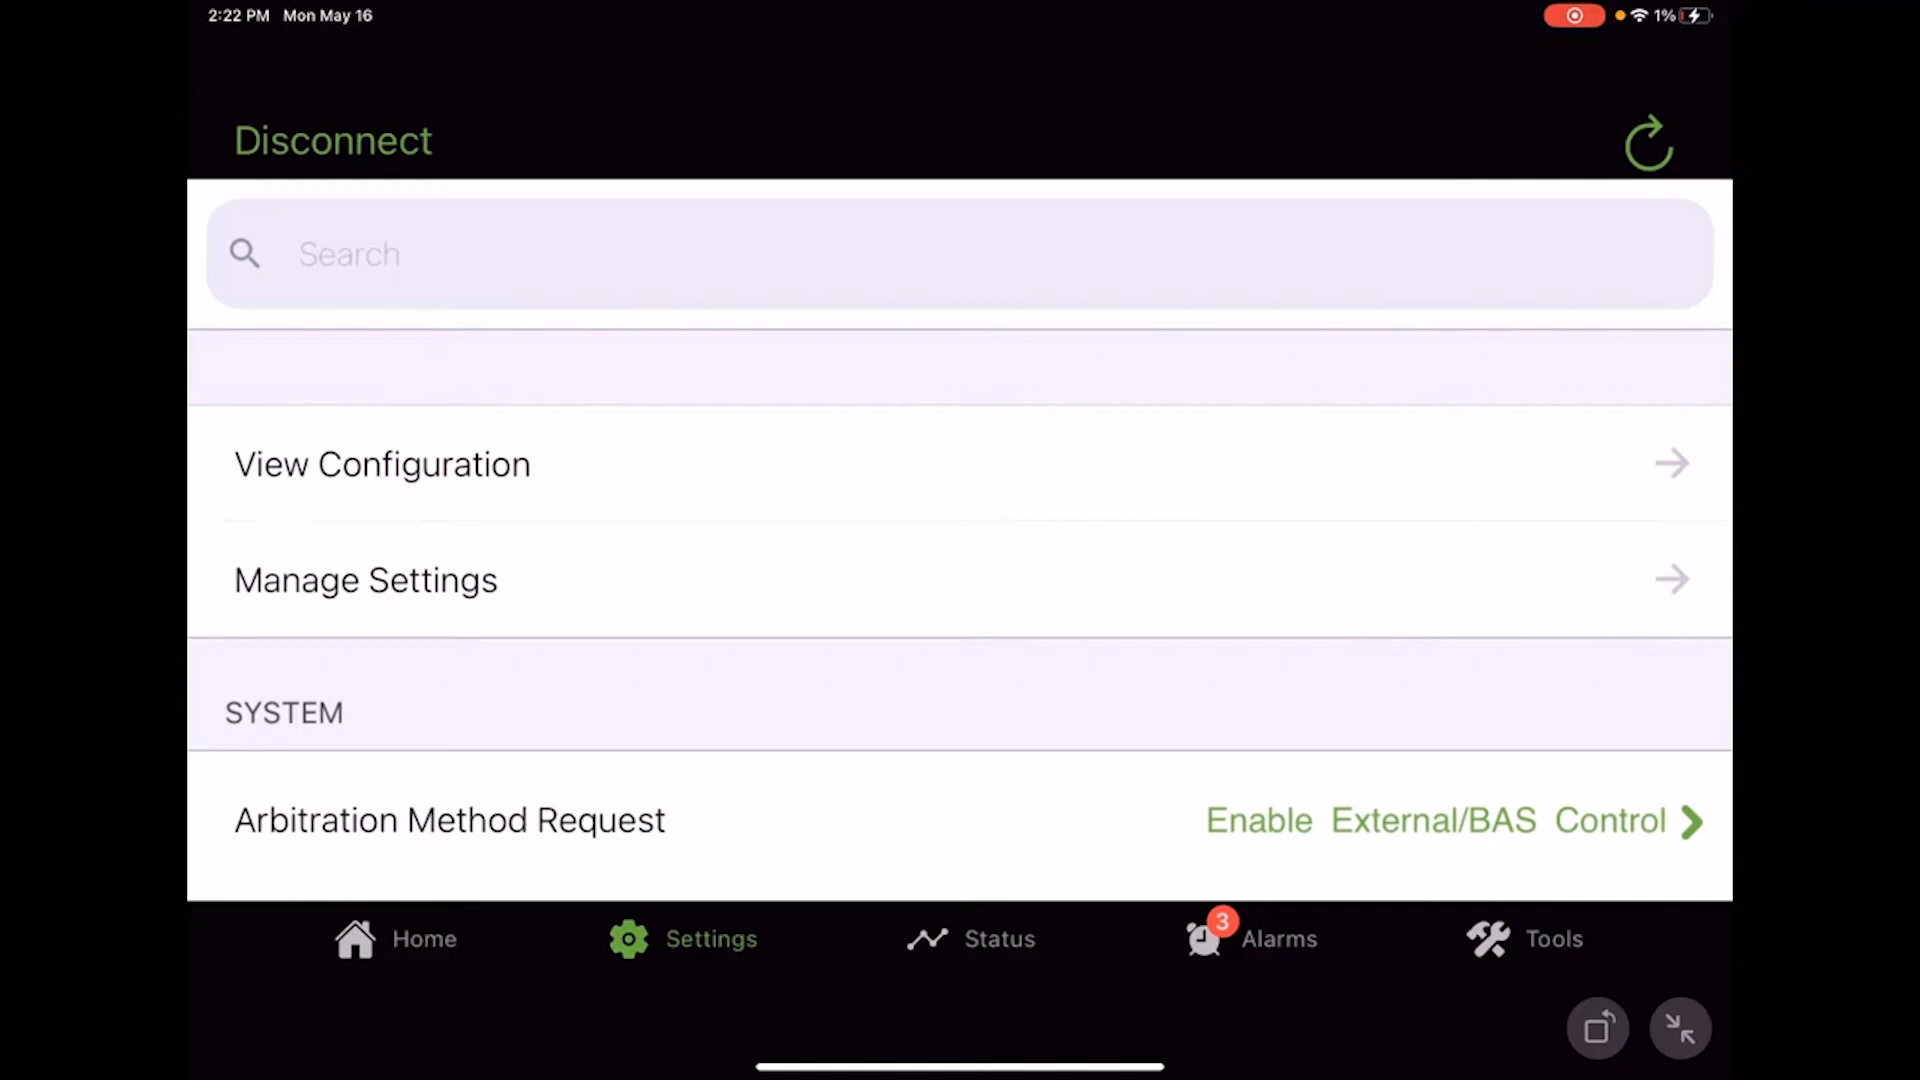 2:22 PM Mon May 16
1%
Disconnect
Search
View Configuration
Manage Settings
SYSTEM
Arbitration Method Request
Enable External/BAS Control
Home
Settings
Status
3
Alarms
Tools